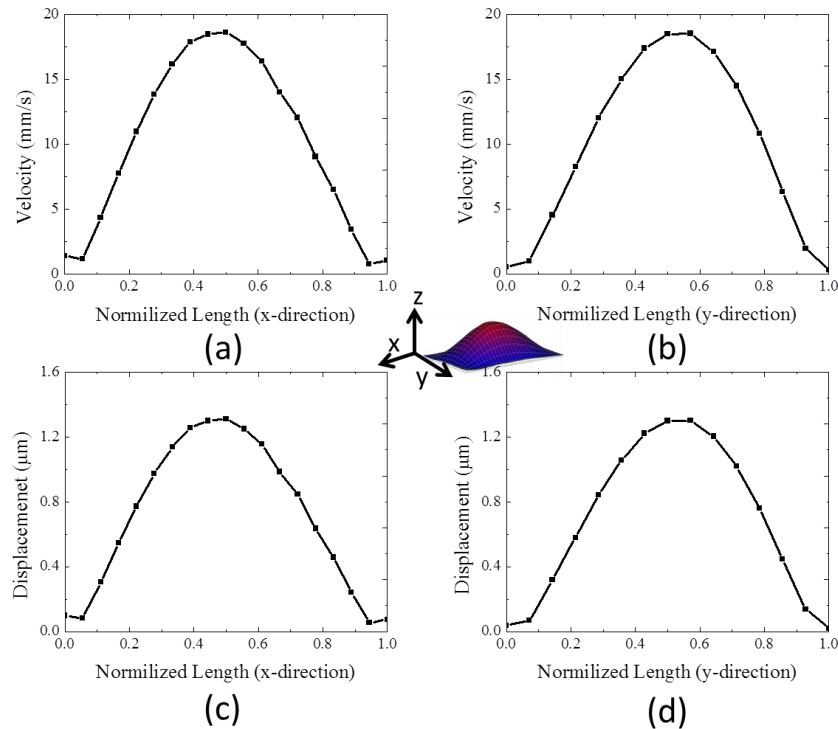 20
15
10
5
0
Velocity (mm/s)
0.0 0.2 0.4 0.6 0.8 1.0
Normilized Length (x-direction)
(a)
20
15
10
5
0
Velocity (mm/s)
0.0 0.2 0.4 0.6 0.8 1.0
Normilized Length (y-direction)
(b)
z
x
y
1.6
1.2
0.8
0.4
0.0
Displacemenet (μm)
0.0 0.2 0.4 0.6 0.8 1.0
Normilized Length (x-direction)
(c)
1.6
1.2
0.8
0.4
0.0
Displacement (μm)
0.0 0.2 0.4 0.6 0.8 1.0
Normilized Length (y-direction)
(d)